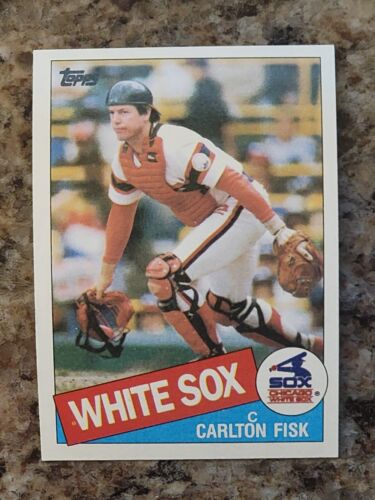 topps
WHITE SOX
C
CARLTON FISK
SOX
CHICAGO
WHITE SOX
®